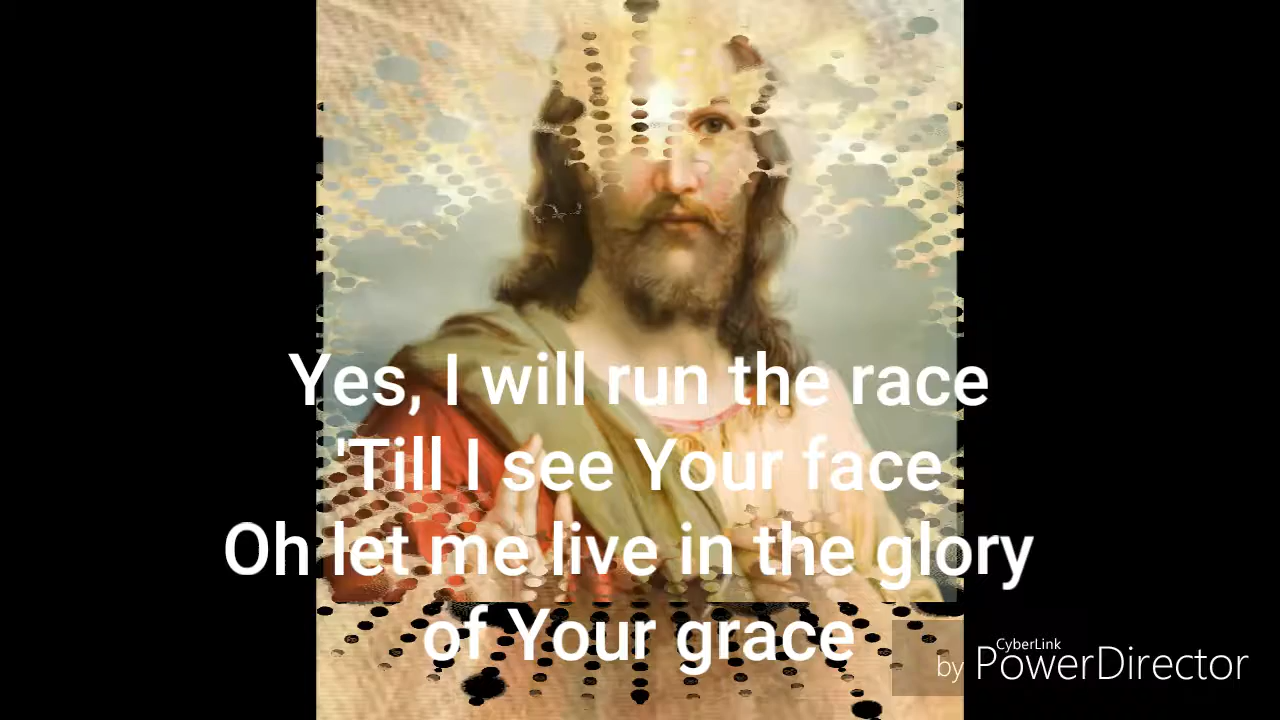 Yes, I will run the race
'Till I see Your face
Oh let me live in the glory
of Your grace
CyberLink
by PowerDirector